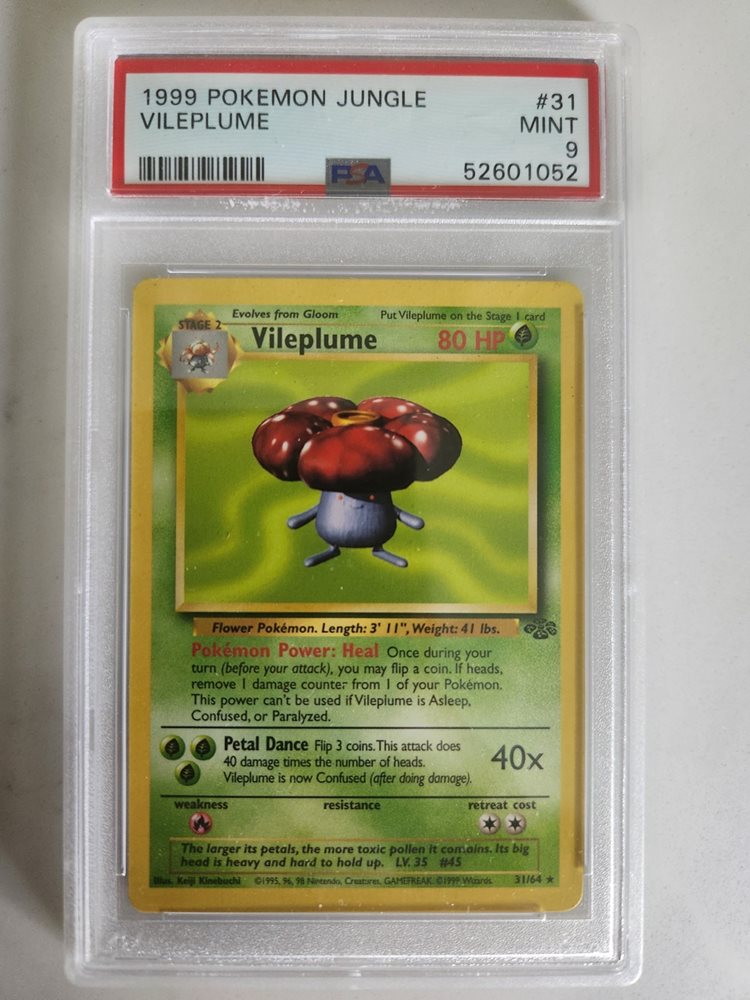 1999 POKEMON JUNGLE #31
VILEPLUME MINT
9
PSA 52601052
Evolves from Gloom Put Vileplume on the Stage 1 card
STAGE 2
Vileplume 80 HP
Flower Pokémon. Length: 3' 11", Weight: 41 lbs.
Pokémon Power: Heal Once during your
turn (before your attack), you may flip a coin. If heads,
remove 1 damage counter from 1 of your Pokémon.
This power can't be used if Vileplume is Asleep,
Confused, or Paralyzed.
Petal Dance Flip 3 coins. This attack does
40 damage times the number of heads.
Vileplume is now Confused (after doing damage).
40x
weakness resistance retreat cost
The larger its petals, the more toxic pollen it contains. Its big
head is heavy and hard to hold up. LV. 35 #45
Illus. Keiji Kinebuchi ©1995, 96, 98 Nintendo, Creatures, GAMEFREAK. ©1999 Wizards. 31/64 ★